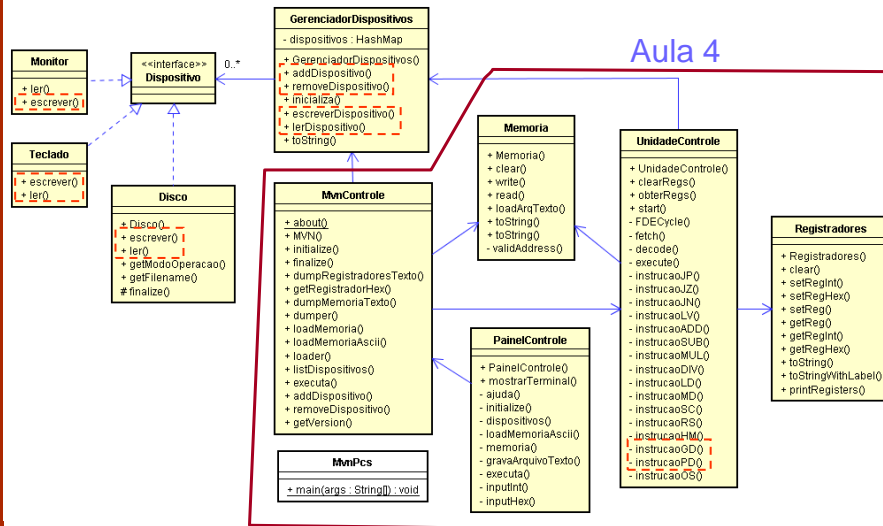 Aula 4
GerenciadorDispositivos
- dispositivos : HashMap
+ GerenciadorDispositivos()
+ addDispositivo()
+ removeDispositivo()
+ inicializa()
+ escreverDispositivo()
+ lerDispositivo()
+ toString()
Monitor
+ ler()
+ escrever()
<<interface>>
Dispositivo
0..*
Teclado
+ escrever()
+ ler()
Disco
+ Disco()
+ escrever()
+ ler()
+ getModoOperacao()
+ getFilename()
# finalize()
MvnControle
+ about()
+ MVN()
+ initialize()
+ finalize()
+ dumpRegistradoresTexto()
+ getRegistradorHex()
+ dumpMemoriaTexto()
+ dumper()
+ loadMemoria()
+ loadMemoriaAscii()
+ loader()
+ listDispositivos()
+ executa()
+ addDispositivo()
+ removeDispositivo()
+ getVersion()
MvnPcs
+ main(args : String[]) : void
Memoria
+ Memoria()
+ clear()
+ write()
+ read()
+ loadArqTexto()
+ toString()
+ toString()
- validAddress()
PainelControle
+ PainelControle()
+ mostrarTerminal()
- ajuda()
- initialize()
- dispositivos()
- loadMemoriaAscii()
- memoria()
- gravaArquivoTexto()
- executa()
- inputInt()
- inputHex()
UnidadeControle
+ UnidadeControle()
+ clearRegs()
+ obterRegs()
+ start()
- FDECycle()
- fetch()
- decode()
- execute()
- instrucaoJP()
- instrucaoJZ()
- instrucaoJN()
- instrucaoLV()
- instrucaoADD()
- instrucaoSUB()
- instrucaoMUL()
- instrucaoDIV()
- instrucaoLD()
- instrucaoMD()
- instrucaoSC()
- instrucaoRS()
- instrucaoHM()
- instrucaoGD()
- instrucaoPD()
- instrucaoOS()
Registradores
+ Registradores()
+ clear()
+ setRegInt()
+ setRegHex()
+ setReg()
+ getReg()
+ getRegInt()
+ getRegHex()
+ toString()
+ toStringWithLabel()
+ printRegisters()